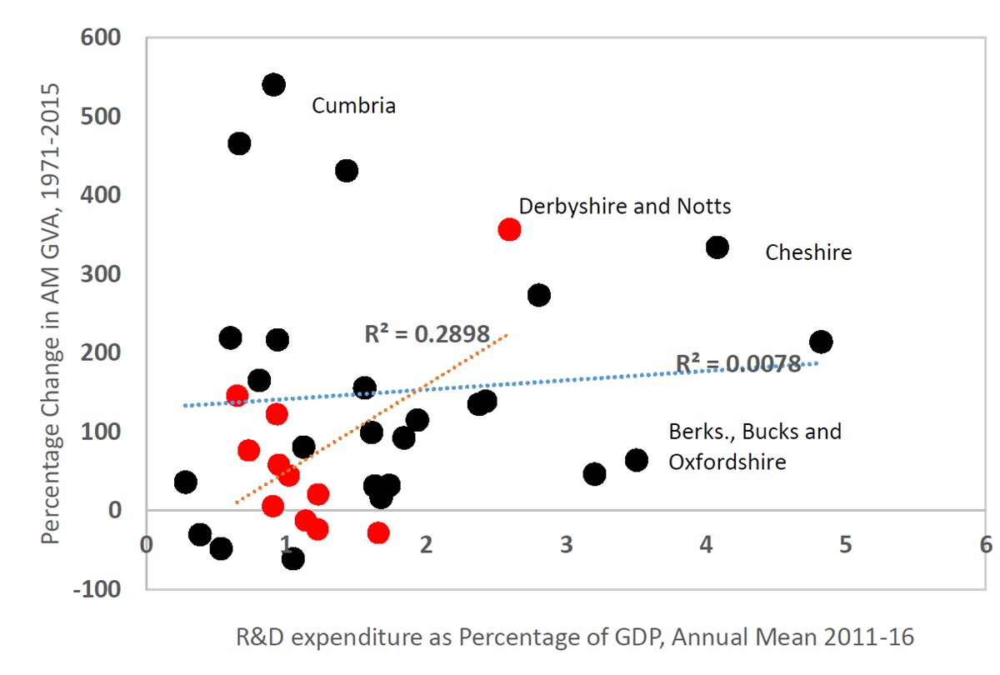 600
500
400
300
200
100
0
-100
Percentage Change in AM GVA, 1971-2015
Cumbria
Derbyshire and Notts
Cheshire
R² = 0.2898
R² = 0.0078
Berks., Bucks and
Oxfordshire
0 1 2 3 4 5 6
R&D expenditure as Percentage of GDP, Annual Mean 2011-16